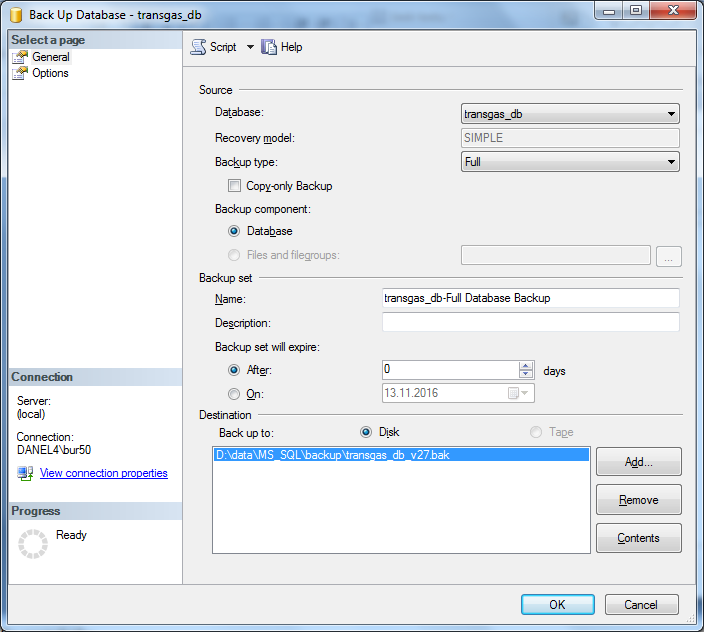 Back Up Database - transgas_db
Select a page
General
Options
Script
Help
Source
Database:
transgas_db
Recovery model:
SIMPLE
Backup type:
Full
Copy-only Backup
Backup component:
Database
Files and filegroups:
...
Backup set
Name:
transgas_db-Full Database Backup
Description:
Backup set will expire:
After:
0
days
On:
13.11.2016
Destination
Back up to:
Disk
Tape
D:\data\MS_SQL\backup\transgas_db_v27.bak
Add...
Remove
Contents
Connection
Server:
(local)
Connection:
DANEL4\bur50
View connection properties
Progress
Ready
OK
Cancel